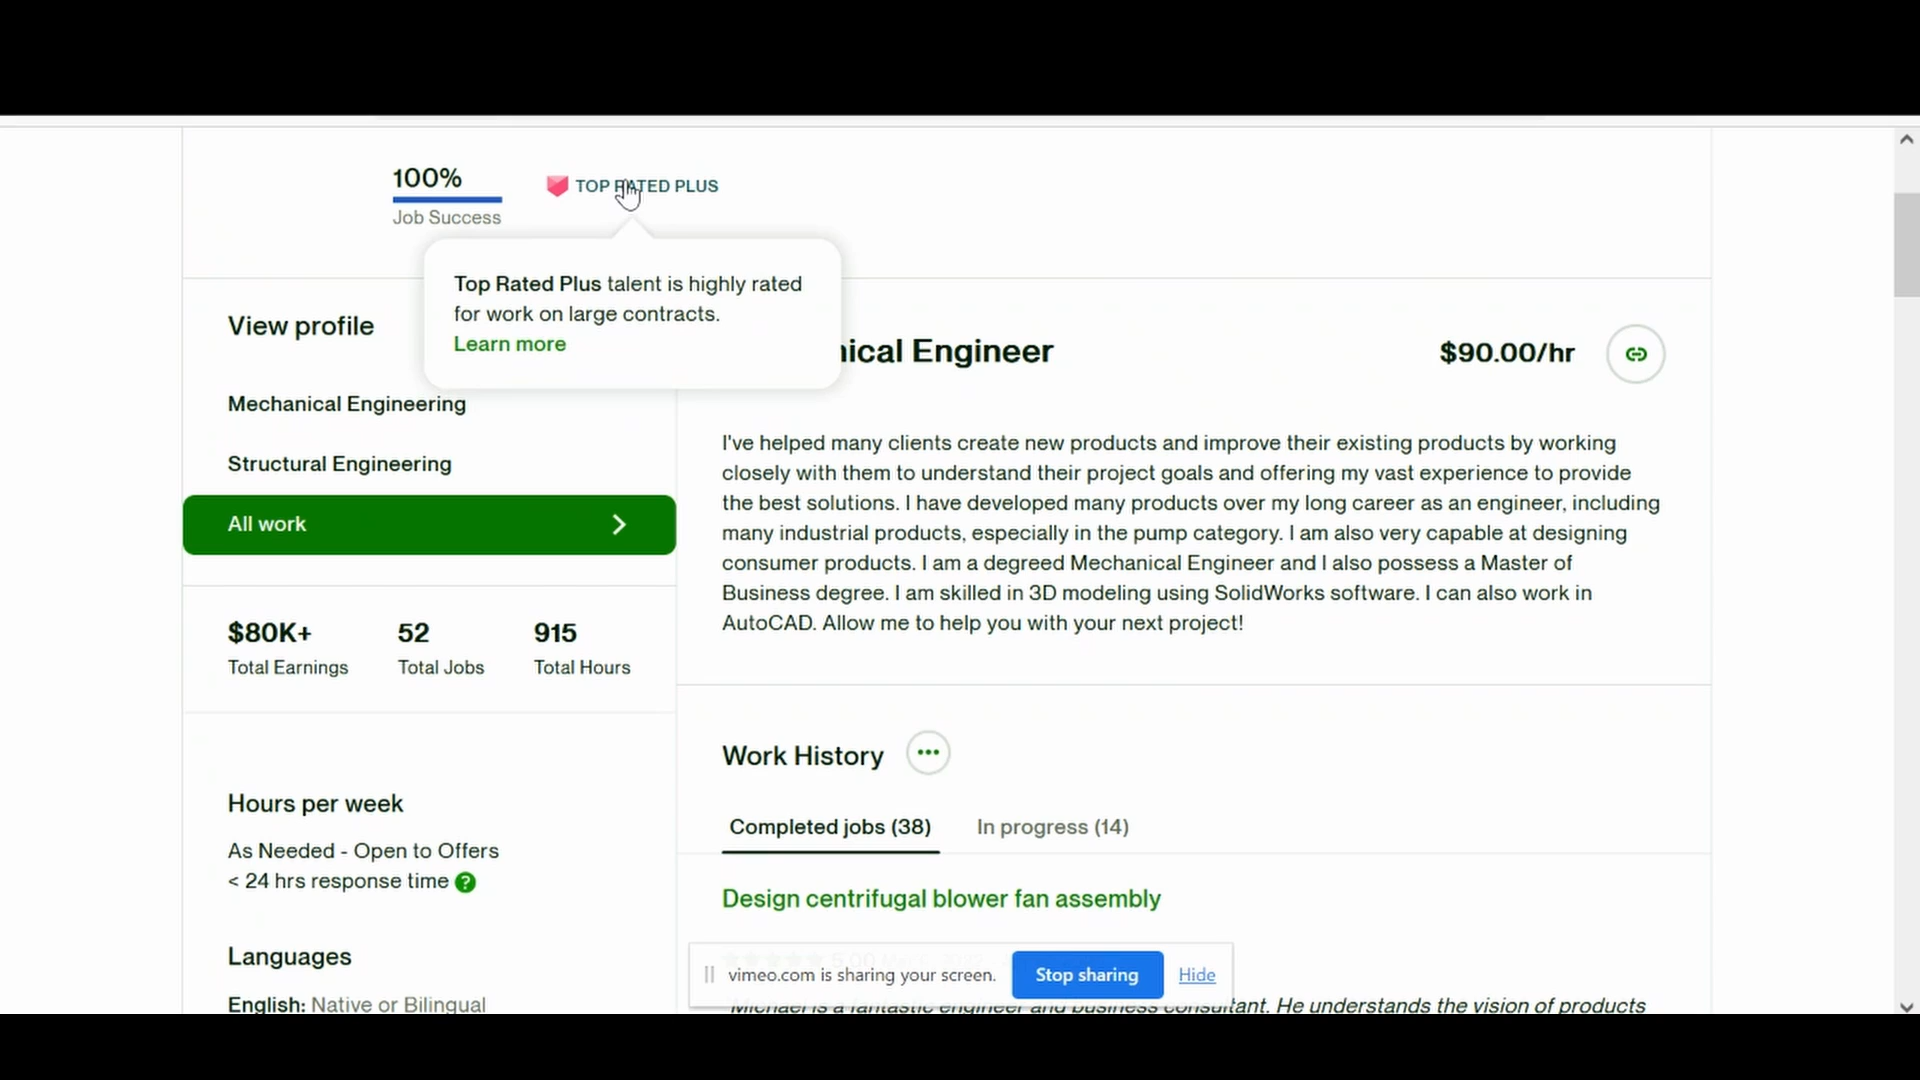 100%
Job Success
TOP RATED PLUS
Top Rated Plus talent is highly rated
for work on large contracts.
Learn more
View profile
Mechanical Engineering
Structural Engineering
All work
$80K+
Total Earnings
52
Total Jobs
915
Total Hours
Hours per week
As Needed - Open to Offers
< 24 hrs response time
Languages
English: Native or Bilingual
Engineer
$90.00/hr
I've helped many clients create new products and improve their existing products by working
closely with them to understand their project goals and offering my vast experience to provide
the best solutions. I have developed many products over my long career as an engineer, including
many industrial products, especially in the pump category. I am also very capable at designing
consumer products. I am a degreed Mechanical Engineer and I also possess a Master of
Business degree. I am skilled in 3D modeling using SolidWorks software. I can also work in
AutoCAD. Allow me to help you with your next project!
Work History
Completed jobs (38)
In progress (14)
Design centrifugal blower fan assembly
vimeo.com is sharing your screen.
Stop sharing
Hide
Michael is a fantastic engineer and business consultant. He understands the vision of products